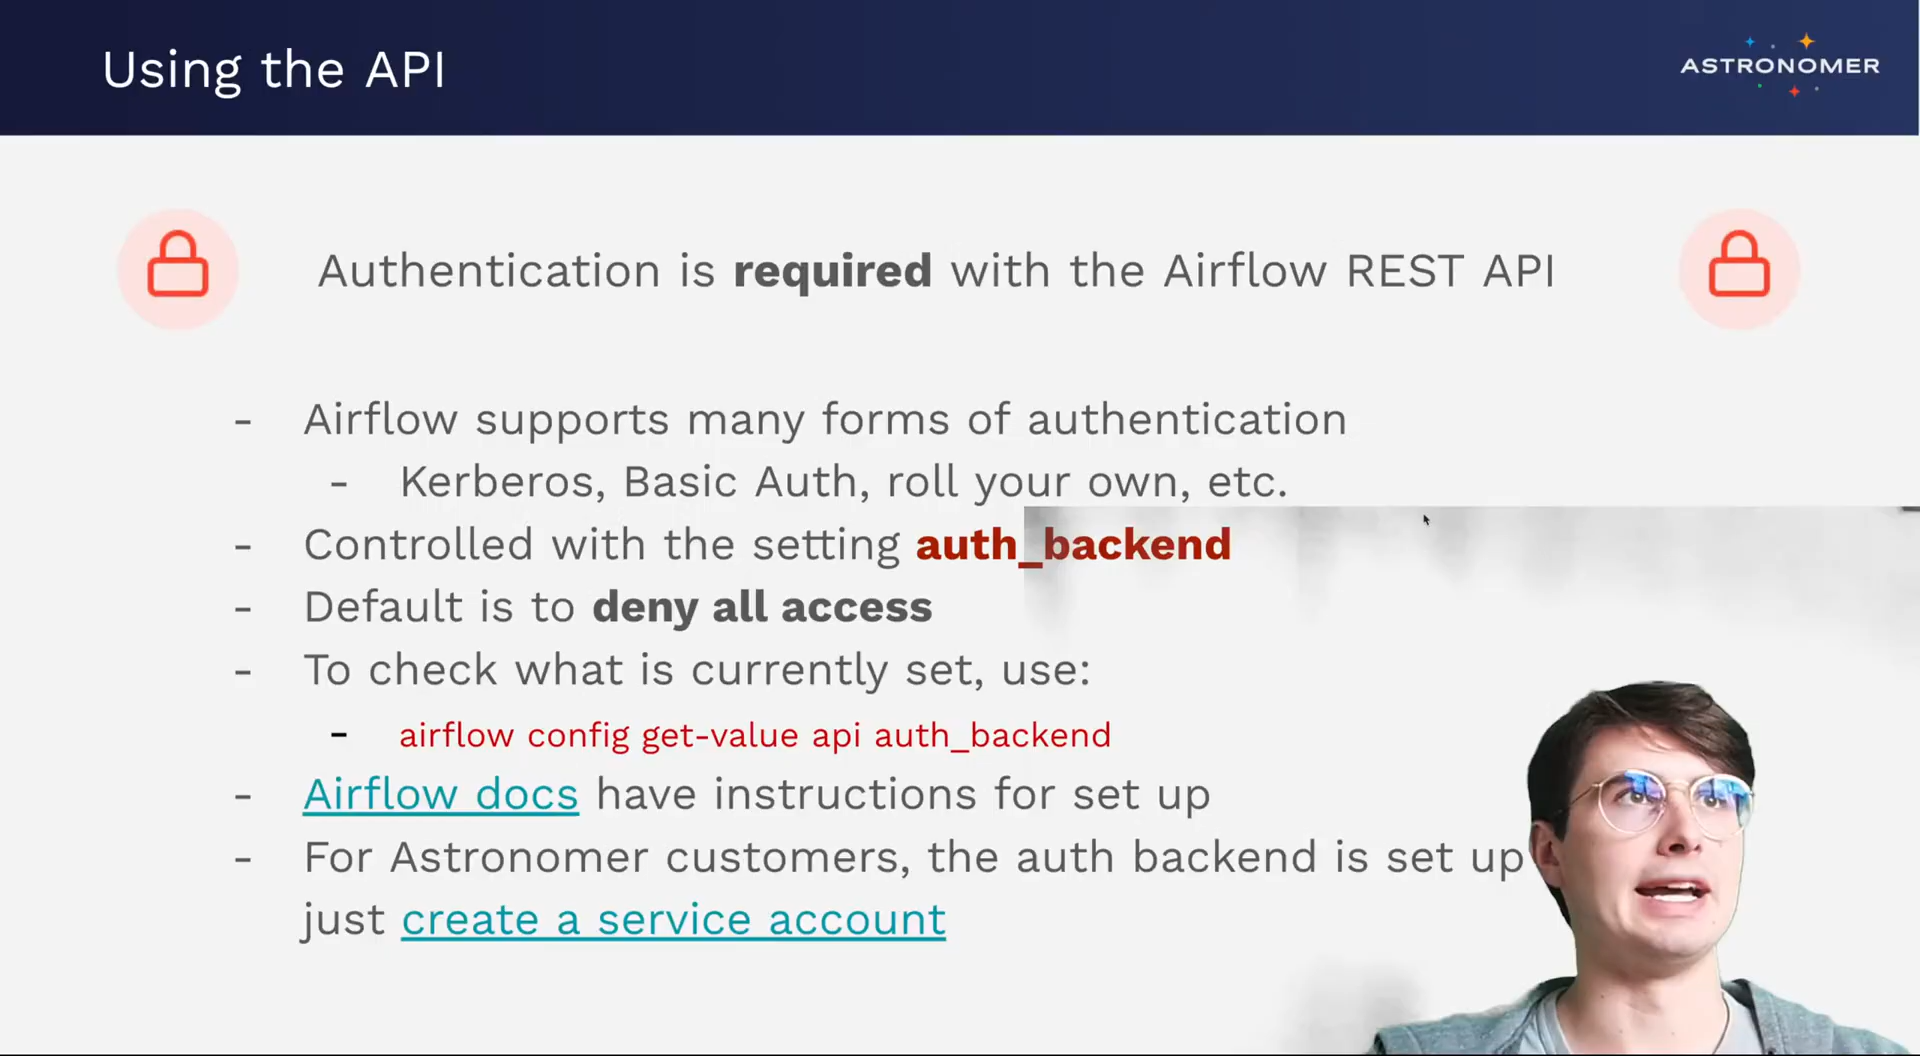 Using the API
ASTRONOMER
Authentication is required with the Airflow REST API
- Airflow supports many forms of authentication
- Kerberos, Basic Auth, roll your own, etc.
- Controlled with the setting auth_backend
- Default is to deny all access
- To check what is currently set, use:
- airflow config get-value api auth_backend
- Airflow docs have instructions for set up
- For Astronomer customers, the auth backend is set up
just create a service account